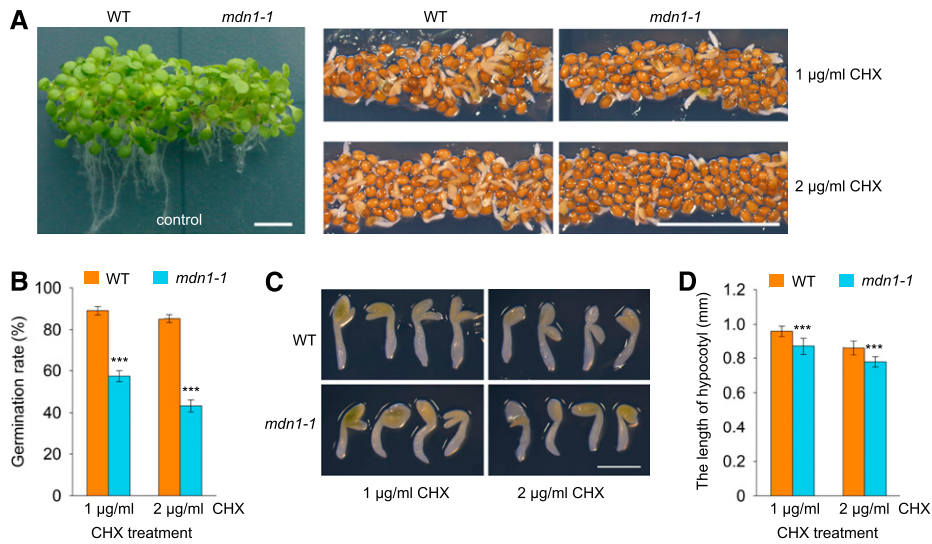 A
WT mdn1-1
control
WT mdn1-1
1 µg/ml CHX
2 µg/ml CHX
B
WT mdn1-1
Germination rate (%)
100
80
60
40
20
0
***
***
1 µg/ml 2 µg/ml CHX
CHX treatment
C
WT
mdn1-1
1 µg/ml CHX 2 µg/ml CHX
D
WT mdn1-1
The length of hypocotyl (mm)
1.2
1.0
0.8
0.6
0.4
0.2
0
***
***
1 µg/ml 2 µg/ml CHX
CHX treatment